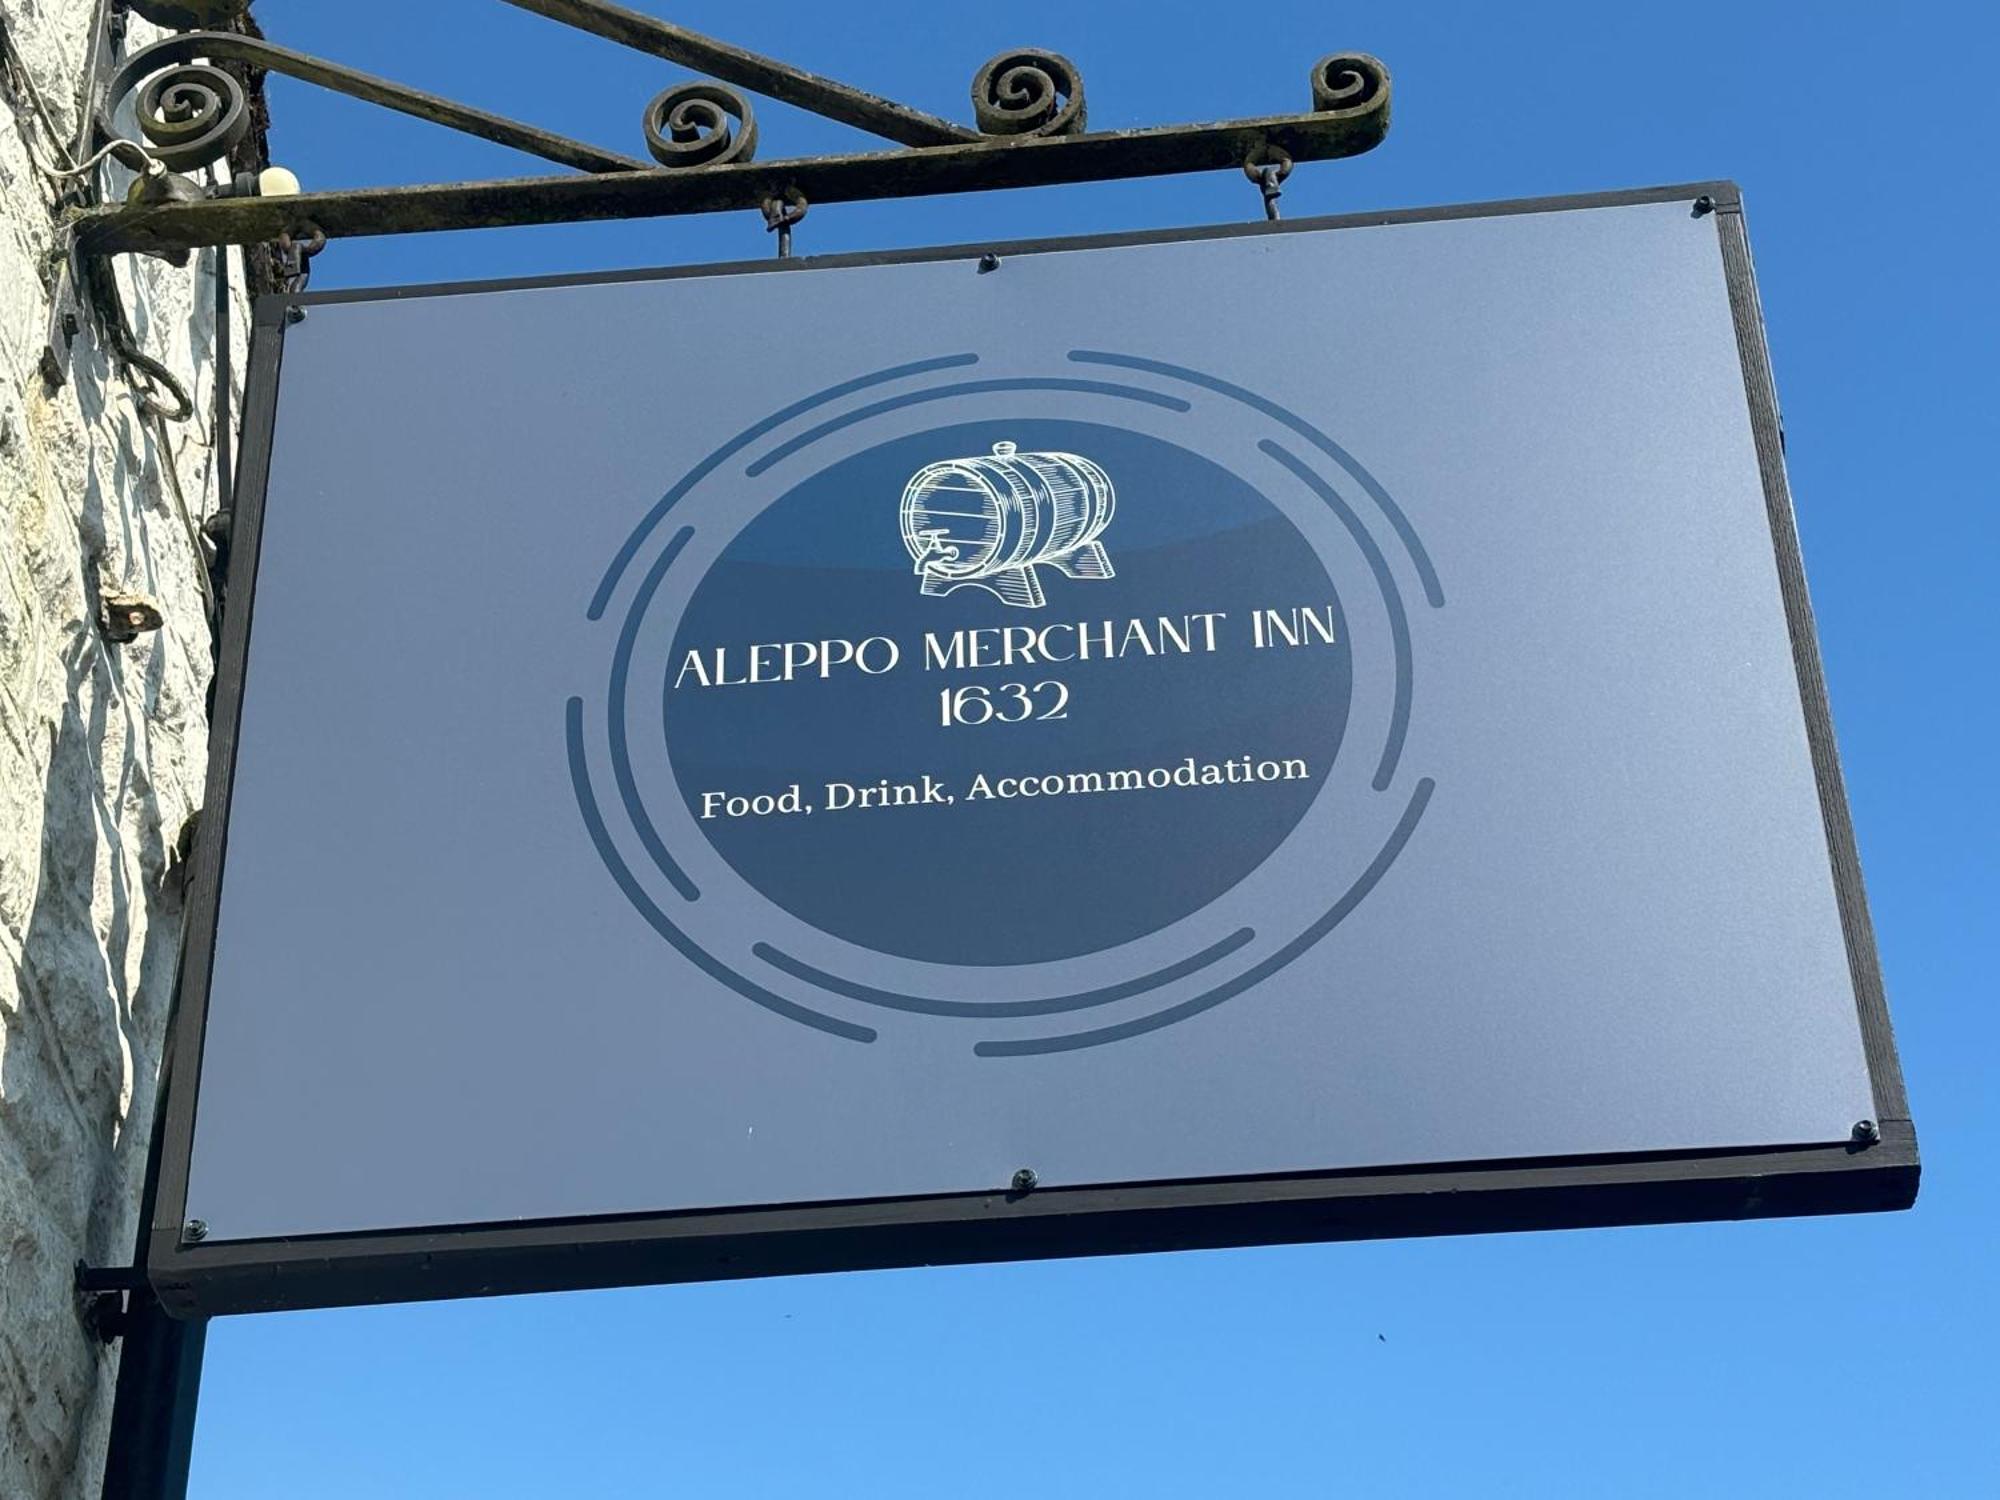 ALEPPO MERCHANT INN
1632
Food, Drink, Accommodation